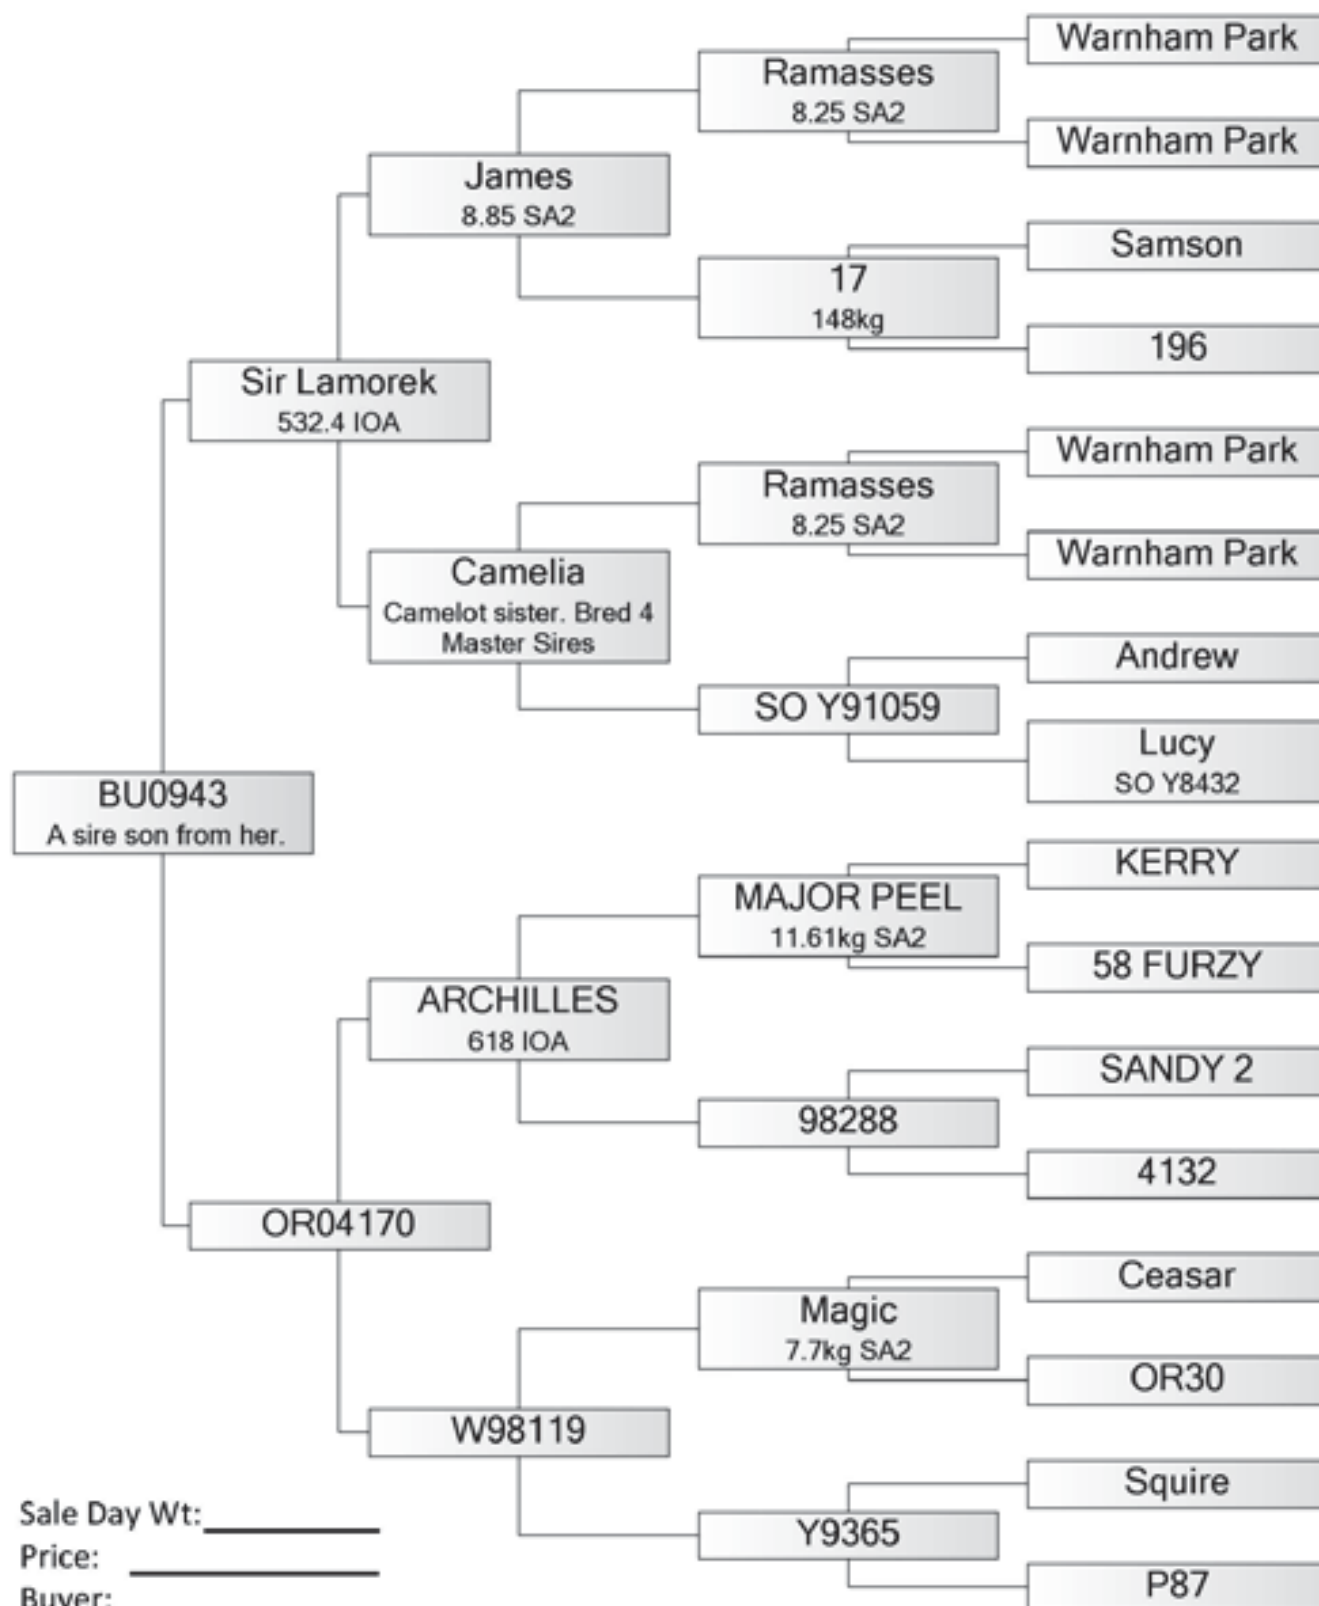 Warnham Park
Ramasses
8.25 SA2
Warnham Park
James
8.85 SA2
Samson
17
148kg
196
Sir Lamorek
532.4 IOA
Warnham Park
Ramasses
8.25 SA2
Warnham Park
Camelia
Camelot sister. Bred 4
Master Sires
Andrew
SO Y91059
Lucy
SO Y8432
BU0943
A sire son from her.
KERRY
MAJOR PEEL
11.61kg SA2
58 FURZY
ARCHILLES
618 IOA
SANDY 2
98288
4132
OR04170
Ceasar
Magic
7.7kg SA2
OR30
W98119
Squire
Y9365
P87
Sale Day Wt:
Price:
Buyer: